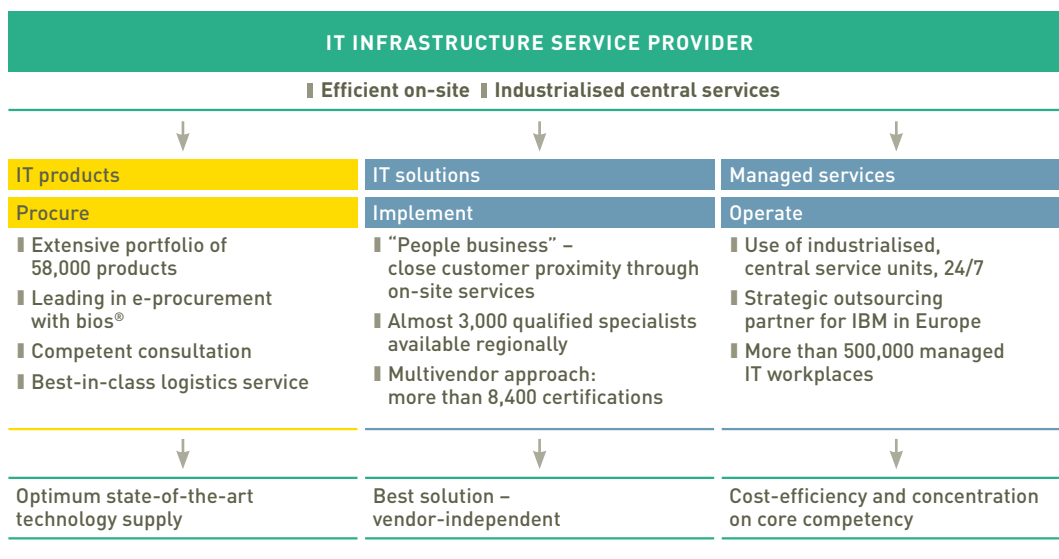 IT INFRASTRUCTURE SERVICE PROVIDER
Efficient on-site Industrialised central services
IT products
Procure
Extensive portfolio of
58,000 products
Leading in e-procurement
with bios®
Competent consultation
Best-in-class logistics service
Optimum state-of-the-art
technology supply
IT solutions
Implement
“People business” –
close customer proximity through
on-site services
Almost 3,000 qualified specialists
available regionally
Multivendor approach:
more than 8,400 certifications
Best solution –
vendor-independent
Managed services
Operate
Use of industrialised,
central service units, 24/7
Strategic outsourcing
partner for IBM in Europe
More than 500,000 managed
IT workplaces
Cost-efficiency and concentration
on core competency